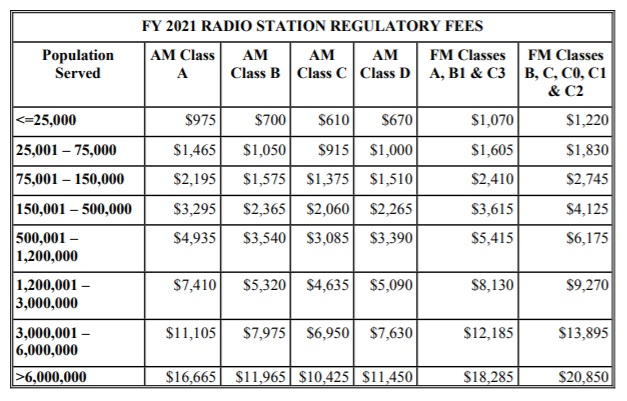 FY 2021 RADIO STATION REGULATORY FEES
Population Served AM Class A AM Class B AM Class C AM Class D FM Classes A, B1 & C3 FM Classes B, C, C0, C1 & C2
<=25,000 $975 $700 $610 $670 $1,070 $1,220
25,001 – 75,000 $1,465 $1,050 $915 $1,000 $1,605 $1,830
75,001 – 150,000 $2,195 $1,575 $1,375 $1,510 $2,410 $2,745
150,001 – 500,000 $3,295 $2,365 $2,060 $2,265 $3,615 $4,125
500,001 – 1,200,000 $4,935 $3,540 $3,085 $3,390 $5,415 $6,175
1,200,001 – 3,000,000 $7,410 $5,320 $4,635 $5,090 $8,130 $9,270
3,000,001 – 6,000,000 $11,105 $7,975 $6,950 $7,630 $12,185 $13,895
>6,000,000 $16,665 $11,965 $10,425 $11,450 $18,285 $20,850